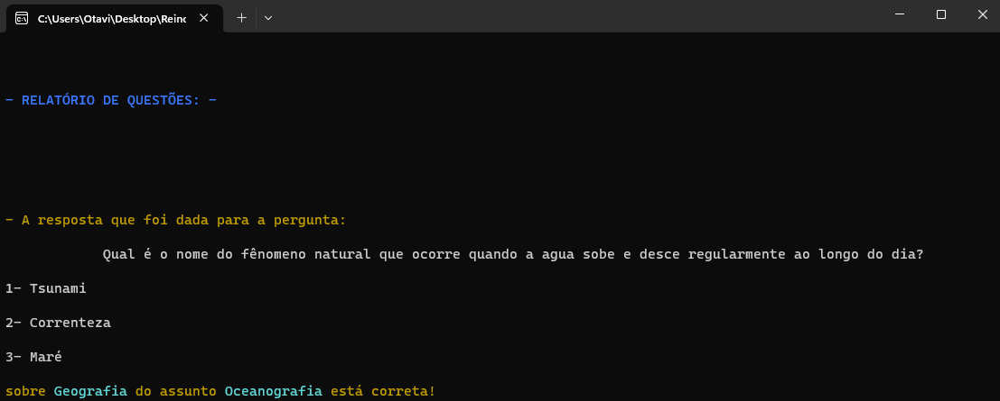 C:\Users\Otavi\Desktop\Reinc
- RELATÓRIO DE QUESTÕES: -
- A resposta que foi dada para a pergunta:
Qual é o nome do fênomeno natural que ocorre quando a agua sobe e desce regularmente ao longo do dia?
1- Tsunami
2- Correnteza
3- Maré
sobre Geografia do assunto Oceanografia está correta!